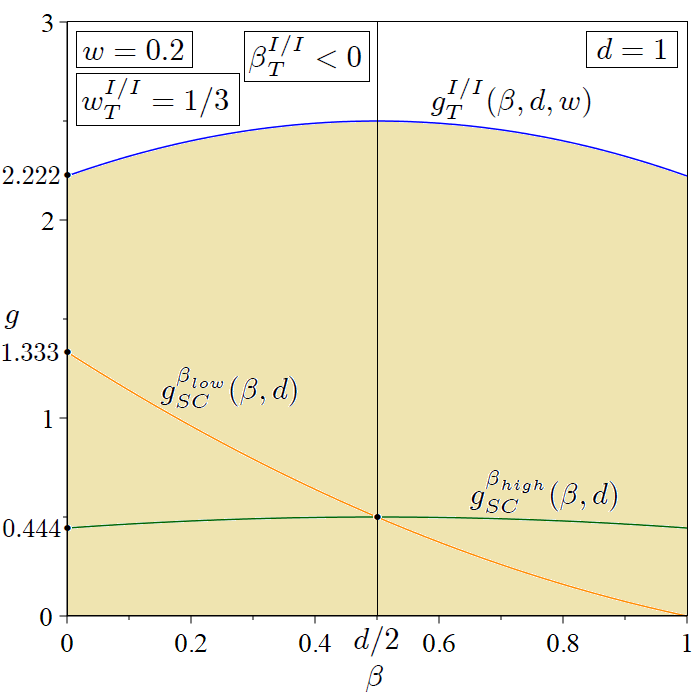 3
w = 0.2
β_T^{I/I} < 0
d = 1
w_T^{I/I} = 1/3
g_T^{I/I}(β, d, w)
2.222
2
g
1.333
g_{SC}^{β_{low}}(β, d)
1
g_{SC}^{β_{high}}(β, d)
0.444
0
0 0.2 0.4 d/2 0.6 0.8 1
β